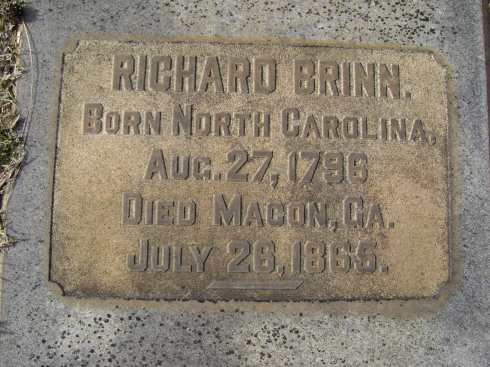 RICHARD BRINN.
BORN NORTH CAROLINA,
AUG. 27, 1796
DIED MACON, GA.
JULY 26, 1865.